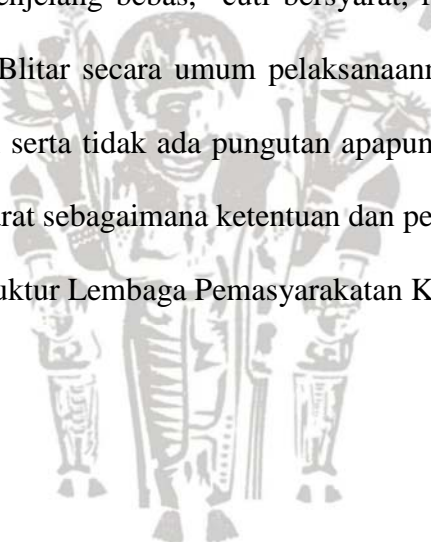 enjelang bebas, cuti bersyarat,
Blitar secara umum pelaksanaann
serta tidak ada pungutan apapun
rat sebagaimana ketentuan dan pe
uktur Lembaga Pemasyarakatan K